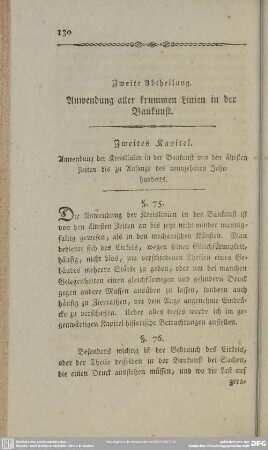 130
Zweite Abtheilung.
Anwendung aller krummen Linien in der
Baukunst.
Zweites Kapitel.
Anwendung der Kreislinien in der Baukunst von den ältesten
Zeiten bis zu Anfange des neunzehnten Jahr-
hunderts.
§. 75.
Die Anwendung der Kreislinien in der Baukunst ist
von den ältesten Zeiten an bis jetzt nicht minder mannig-
faltig gewesen, als in den mechanischen Künsten. Man
bediente sich des Cirkels, wegen seiner Gleichförmigkeit,
häufig, nicht blos, um verschiedenen Theilen eines Ge-
bäudes mehrere Stärke zu geben, oder um bei manchen
Gelegenheiten einen gleichförmigen und gelindern Druck
gegen andere Massen ausüben zu lassen, sondern auch
häufig zu Zierrathen, um dem Auge angenehme Eindrü-
cke zu verschaffen. Ueber alles dieses werde ich im ge-
genwärtigen Kapitel historische Betrachtungen anstellen.
§. 76.
Besonders wichtig ist der Gebrauch des Cirkels,
oder der Theile desselben in der Baukunst bei Sachen,
die einen Druck ausstehen müssen, und wo die Last auf
gera-